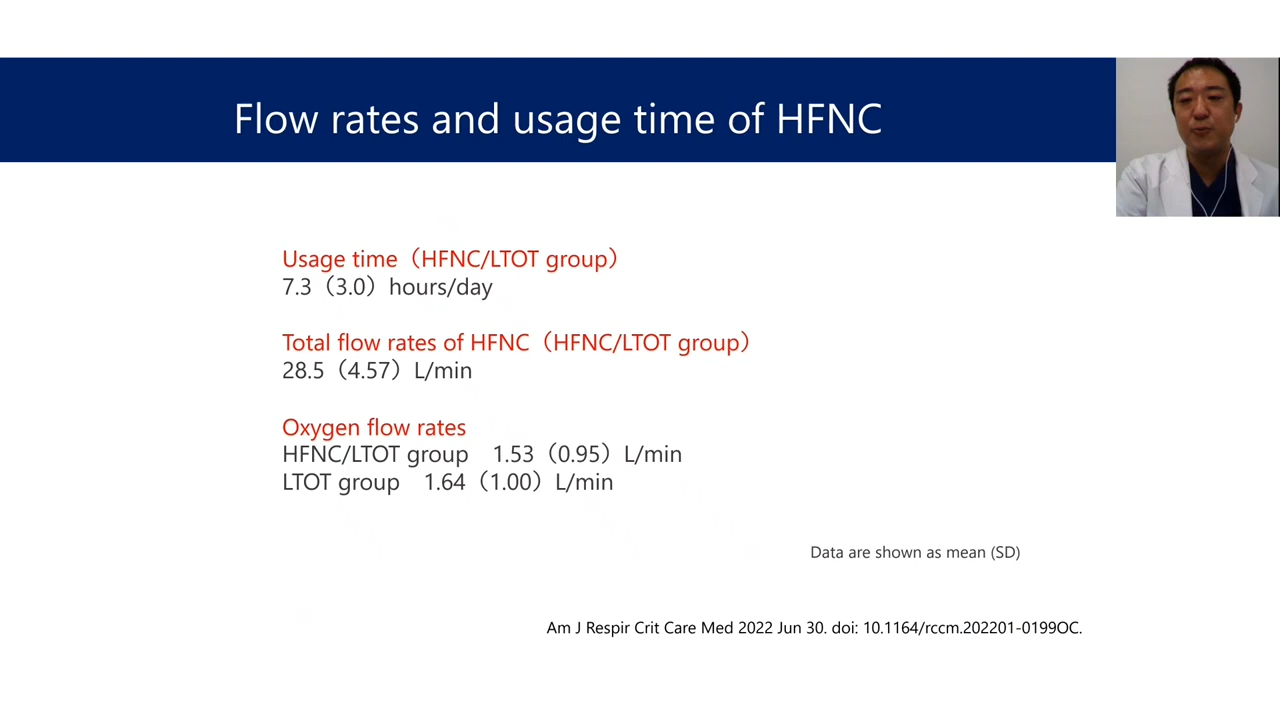 Flow rates and usage time of HFNC
Usage time（HFNC/LTOT group）
7.3（3.0）hours/day
Total flow rates of HFNC（HFNC/LTOT group）
28.5（4.57）L/min
Oxygen flow rates
HFNC/LTOT group　1.53（0.95）L/min
LTOT group　1.64（1.00）L/min
Data are shown as mean (SD)
Am J Respir Crit Care Med 2022 Jun 30. doi: 10.1164/rccm.202201-0199OC.